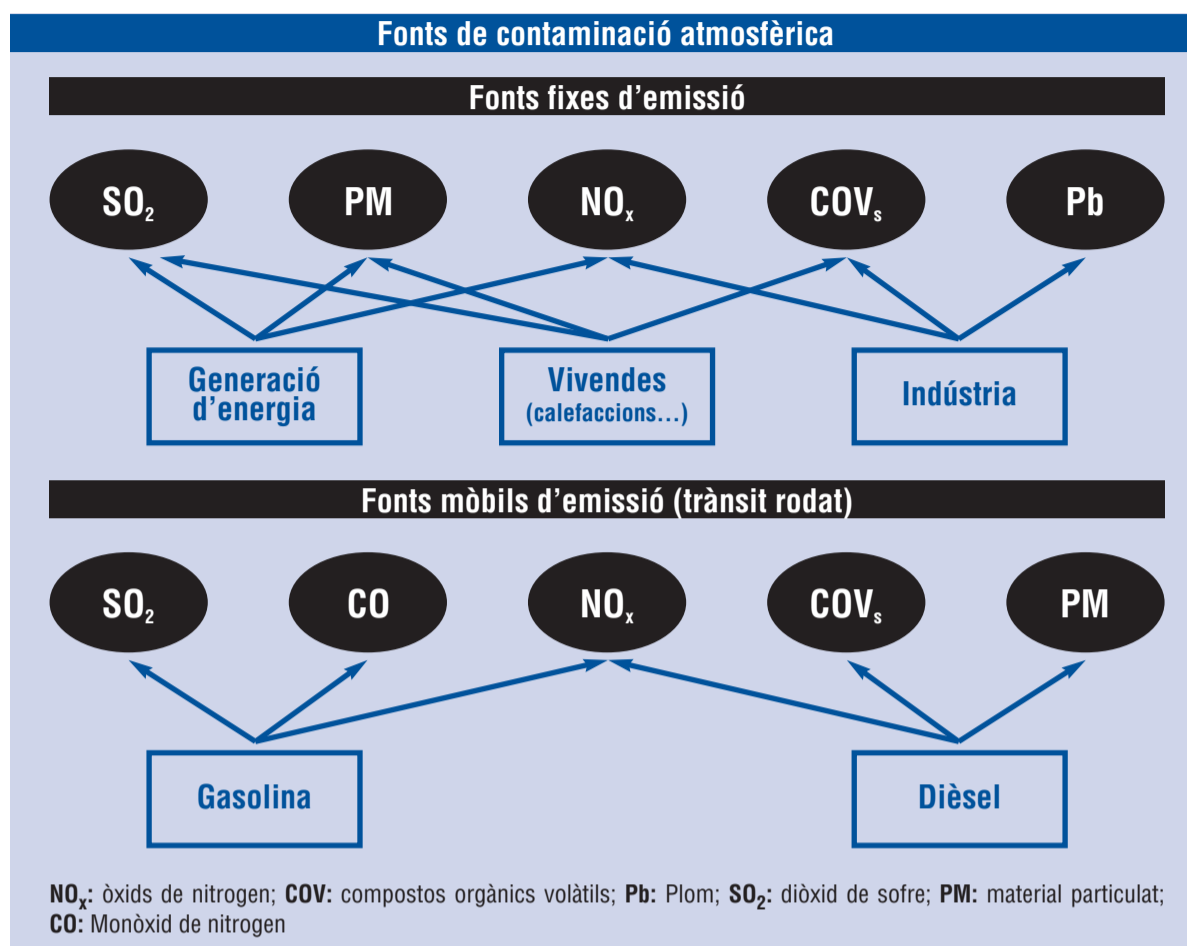 Fonts de contaminació atmosfèrica
Fonts fixes d'emissió
SO₂ PM NOₓ COVₛ Pb
Generació
d'energia
Vivendes
(calefaccions…)
Indústria
Fonts mòbils d'emissió (trànsit rodat)
SO₂ CO NOₓ COVₛ PM
Gasolina
Dièsel
NOₓ: òxids de nitrogen; COV: compostos orgànics volàtils; Pb: Plom; SO₂: diòxid de sofre; PM: material particulat;
CO: Monòxid de nitrogen